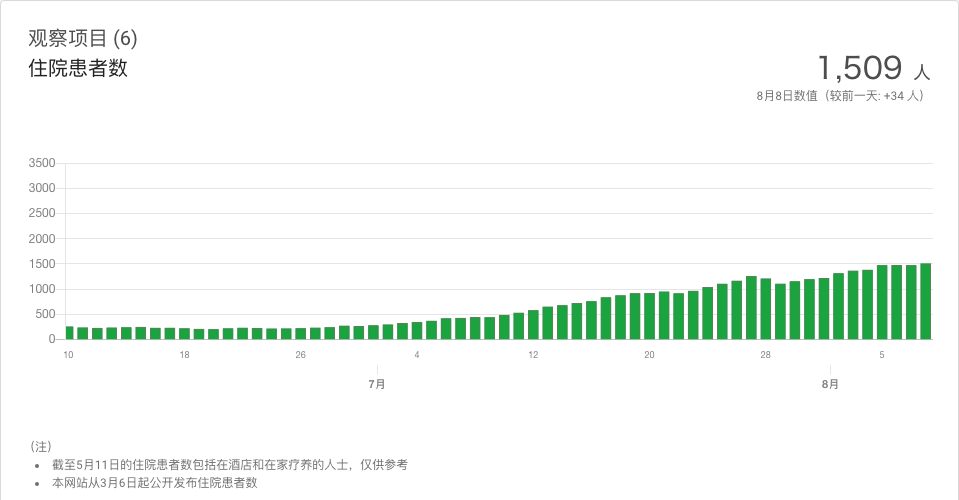 观察项目 (6)
住院患者数
1,509 人
8月8日数值（较前一天: +34 人）
3500
3000
2500
2000
1500
1000
500
0
10 18 26 4 12 20 28 5
7月 8月
（注）
• 截至5月11日的住院患者数包括在酒店和在家疗养的人士，仅供参考
• 本网站从3月6日起公开发布住院患者数